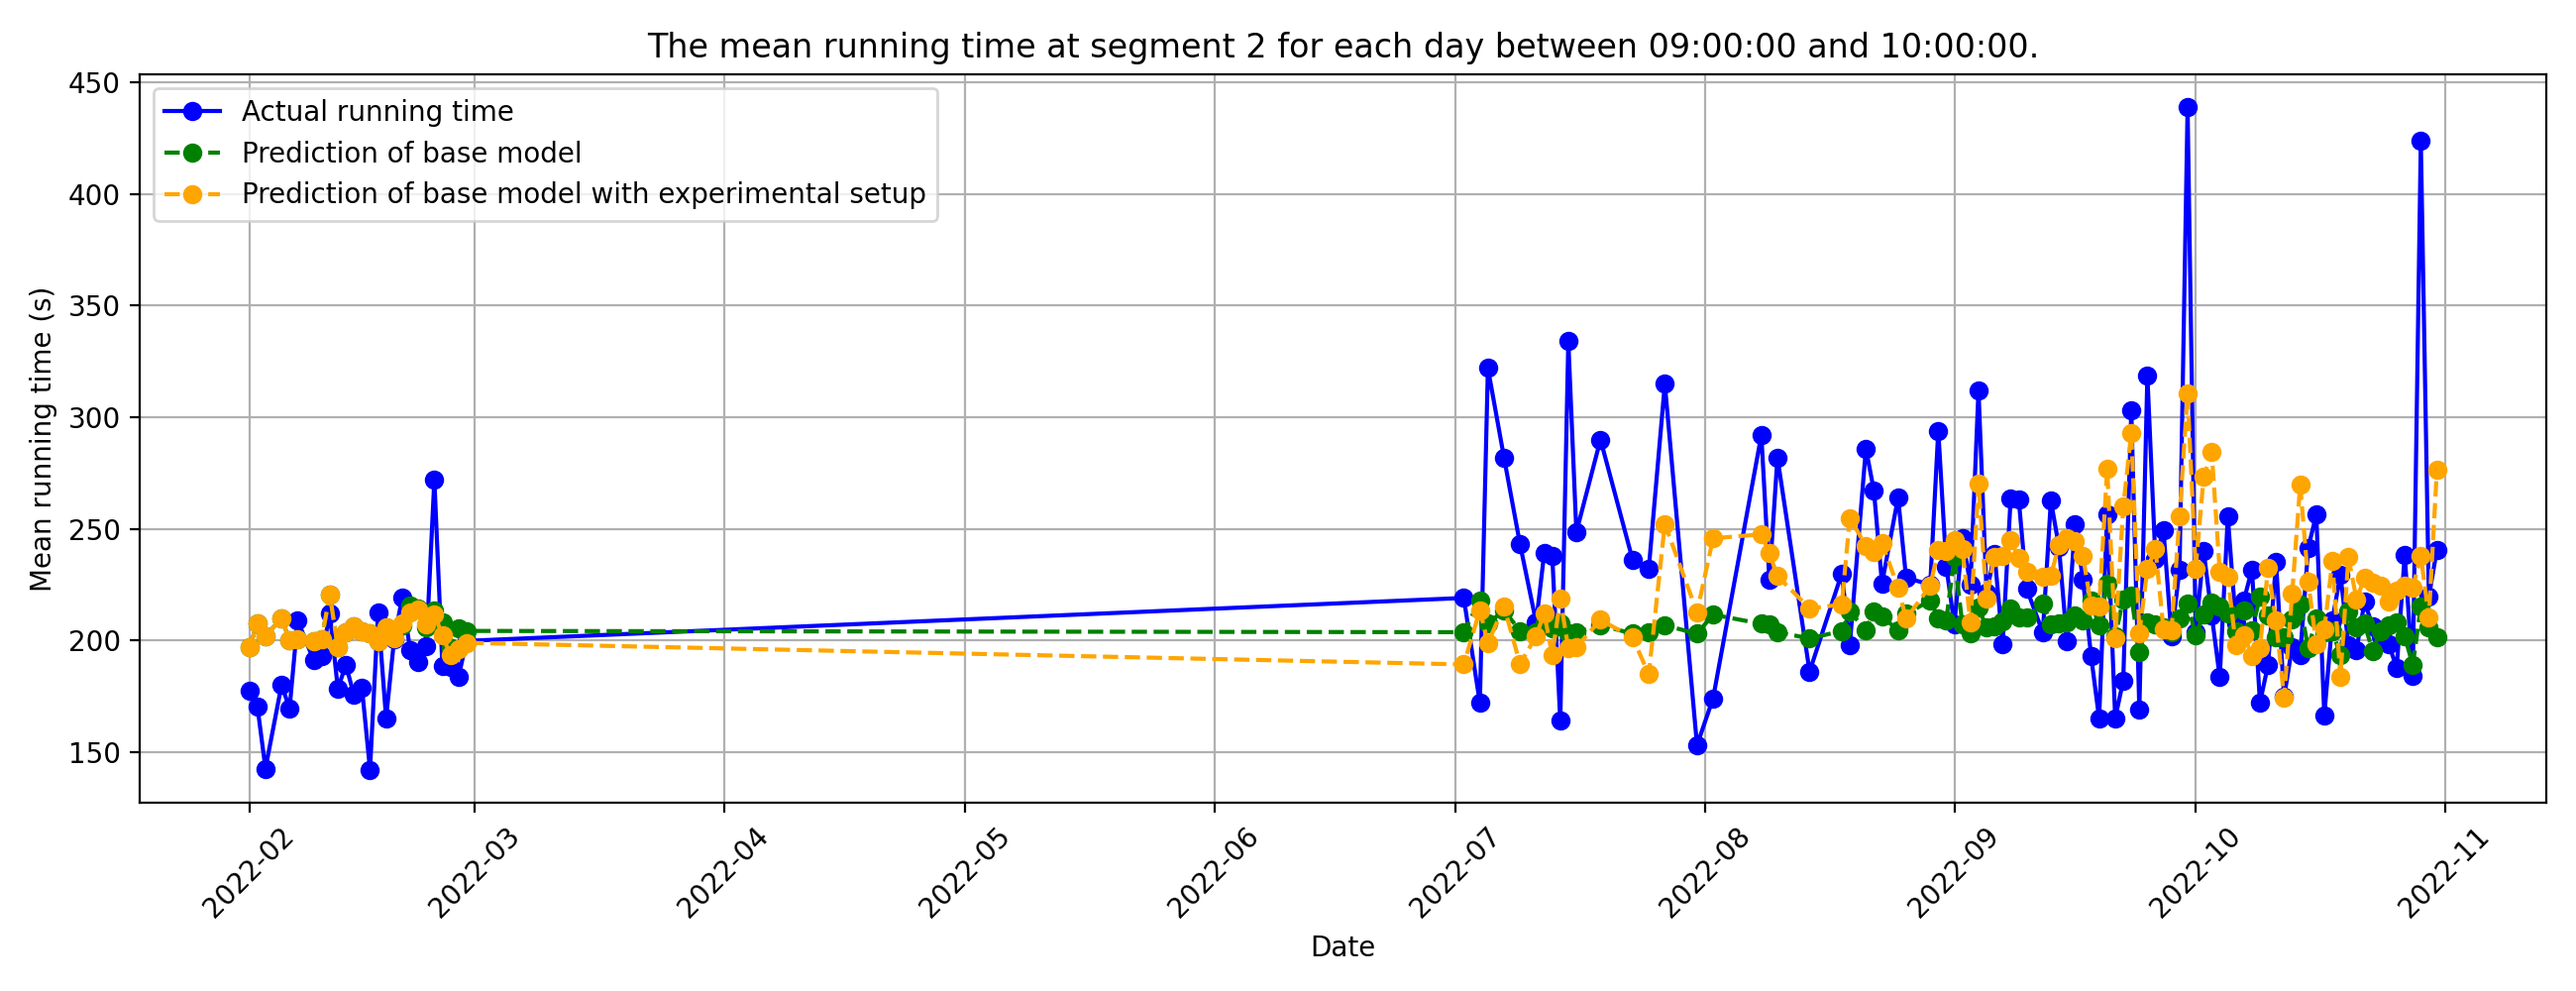 The mean running time at segment 2 for each day between 09:00:00 and 10:00:00.
Actual running time
Prediction of base model
Prediction of base model with experimental setup
Mean running time (s)
450
400
350
300
250
200
150
2022-02
2022-03
2022-04
2022-05
2022-06
2022-07
2022-08
2022-09
2022-10
2022-11
Date